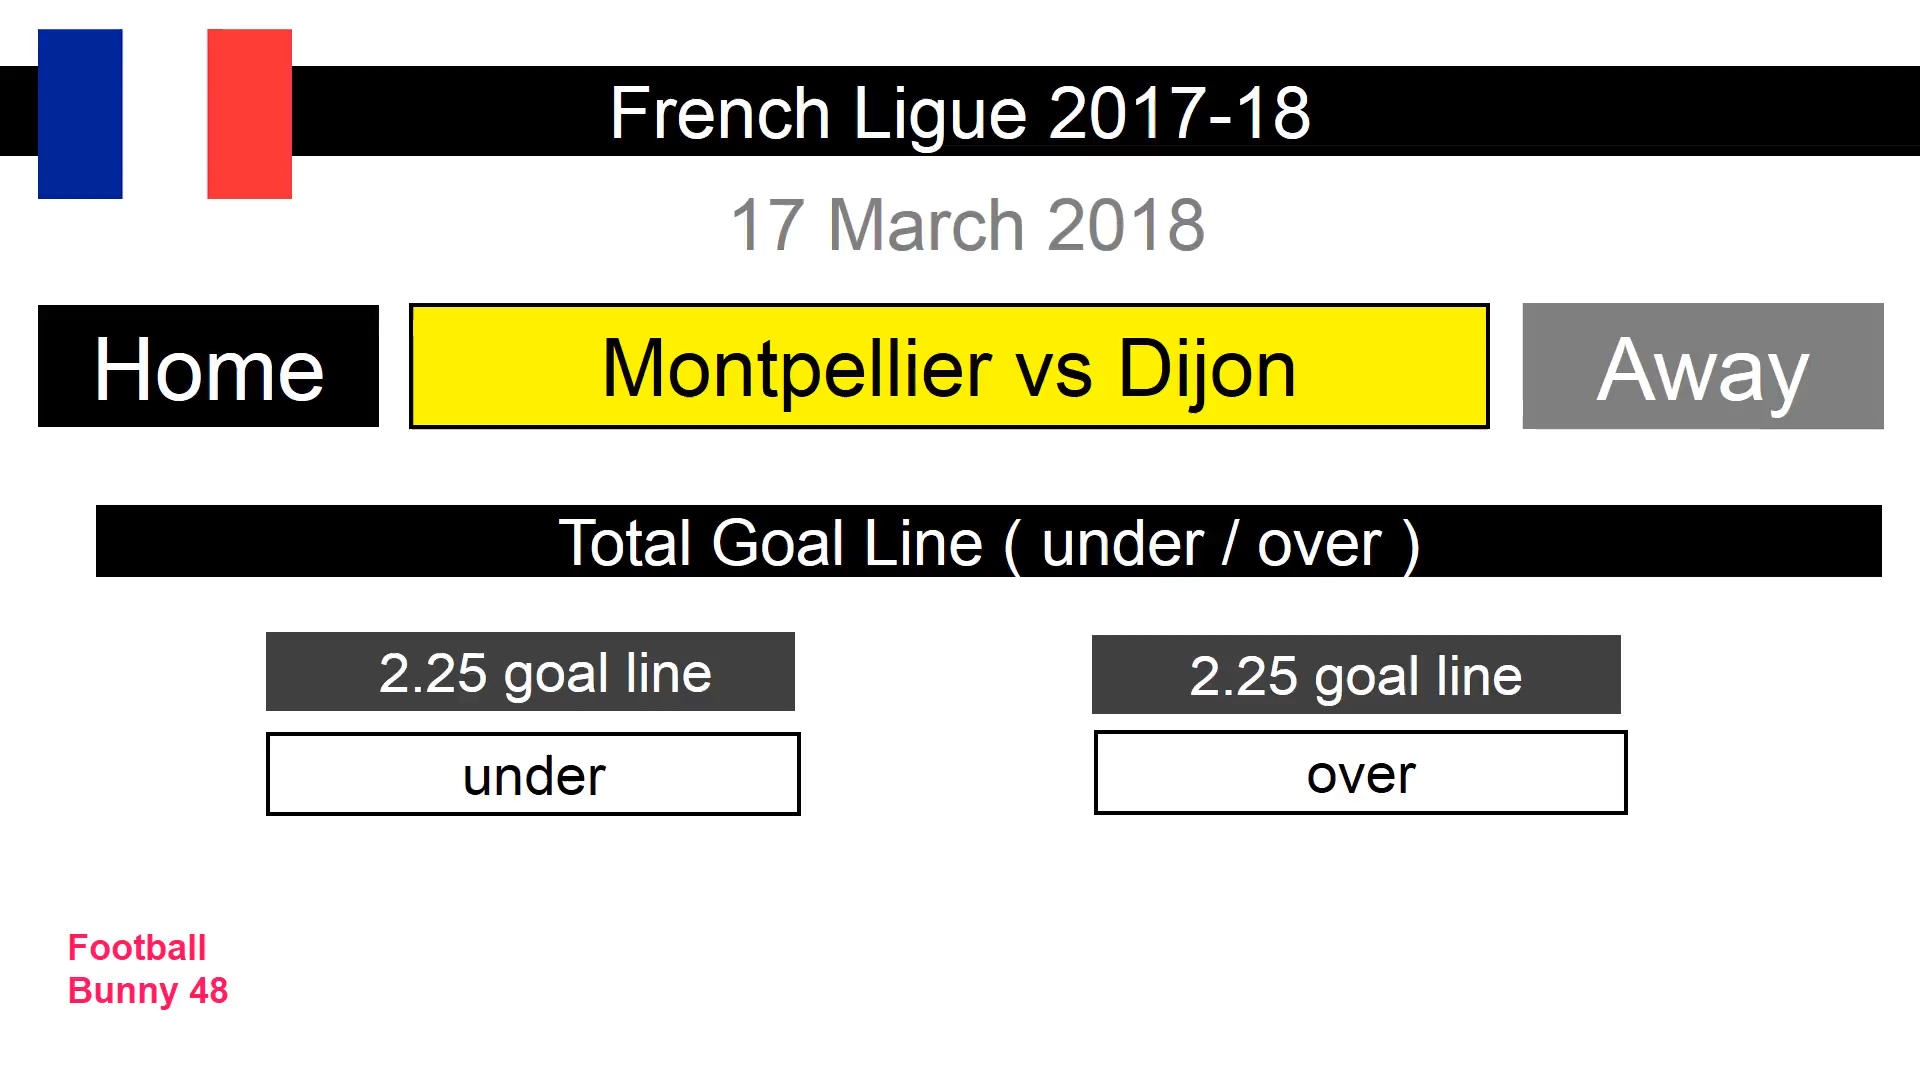 French Ligue 2017-18
17 March 2018
Home
Montpellier vs Dijon
Away
Total Goal Line ( under / over )
2.25 goal line
2.25 goal line
under
over
Football
Bunny 48